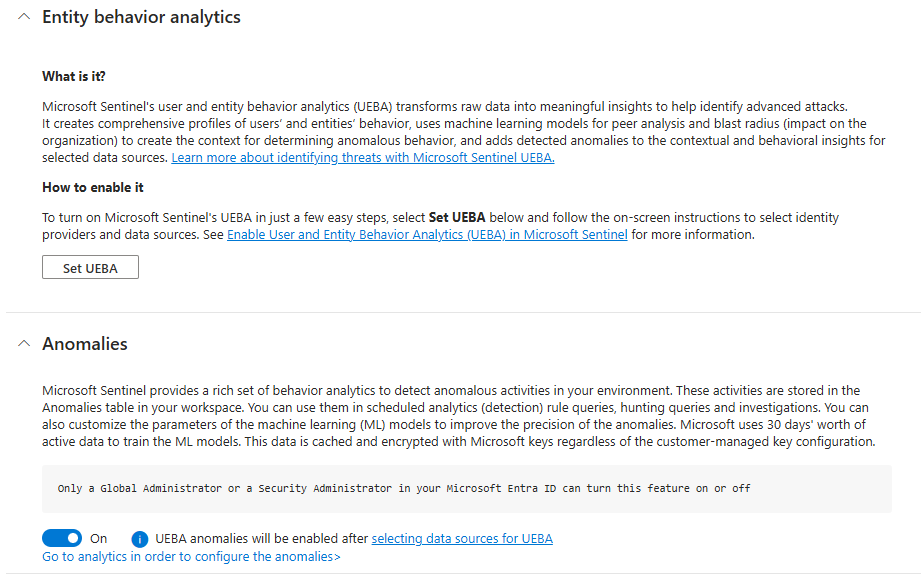 Entity behavior analytics
What is it?
Microsoft Sentinel's user and entity behavior analytics (UEBA) transforms raw data into meaningful insights to help identify advanced attacks.
It creates comprehensive profiles of users' and entities' behavior, uses machine learning models for peer analysis and blast radius (impact on the
organization) to create the context for determining anomalous behavior, and adds detected anomalies to the contextual and behavioral insights for
selected data sources. Learn more about identifying threats with Microsoft Sentinel UEBA.
How to enable it
To turn on Microsoft Sentinel's UEBA in just a few easy steps, select Set UEBA below and follow the on-screen instructions to select identity
providers and data sources. See Enable User and Entity Behavior Analytics (UEBA) in Microsoft Sentinel for more information.
Set UEBA
Anomalies
Microsoft Sentinel provides a rich set of behavior analytics to detect anomalous activities in your environment. These activities are stored in the
Anomalies table in your workspace. You can use them in scheduled analytics (detection) rule queries, hunting queries and investigations. You can
also customize the parameters of the machine learning (ML) models to improve the precision of the anomalies. Microsoft uses 30 days' worth of
active data to train the ML models. This data is cached and encrypted with Microsoft keys regardless of the customer-managed key configuration.
Only a Global Administrator or a Security Administrator in your Microsoft Entra ID can turn this feature on or off
On i UEBA anomalies will be enabled after selecting data sources for UEBA
Go to analytics in order to configure the anomalies>